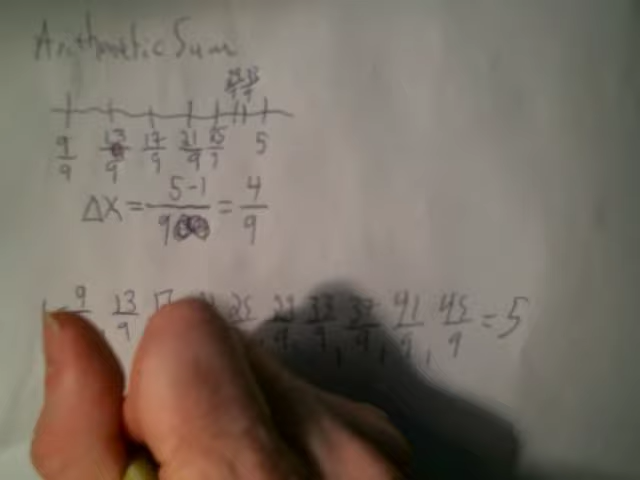 Arithmetic Sum
9/9 13/9 17/9 21/9 25/9 5
Δx = 5-1/9 = 4/9
9 13/9, 17 25 29/9, 33/9, 37/9, 41/9, 45/9 = 5